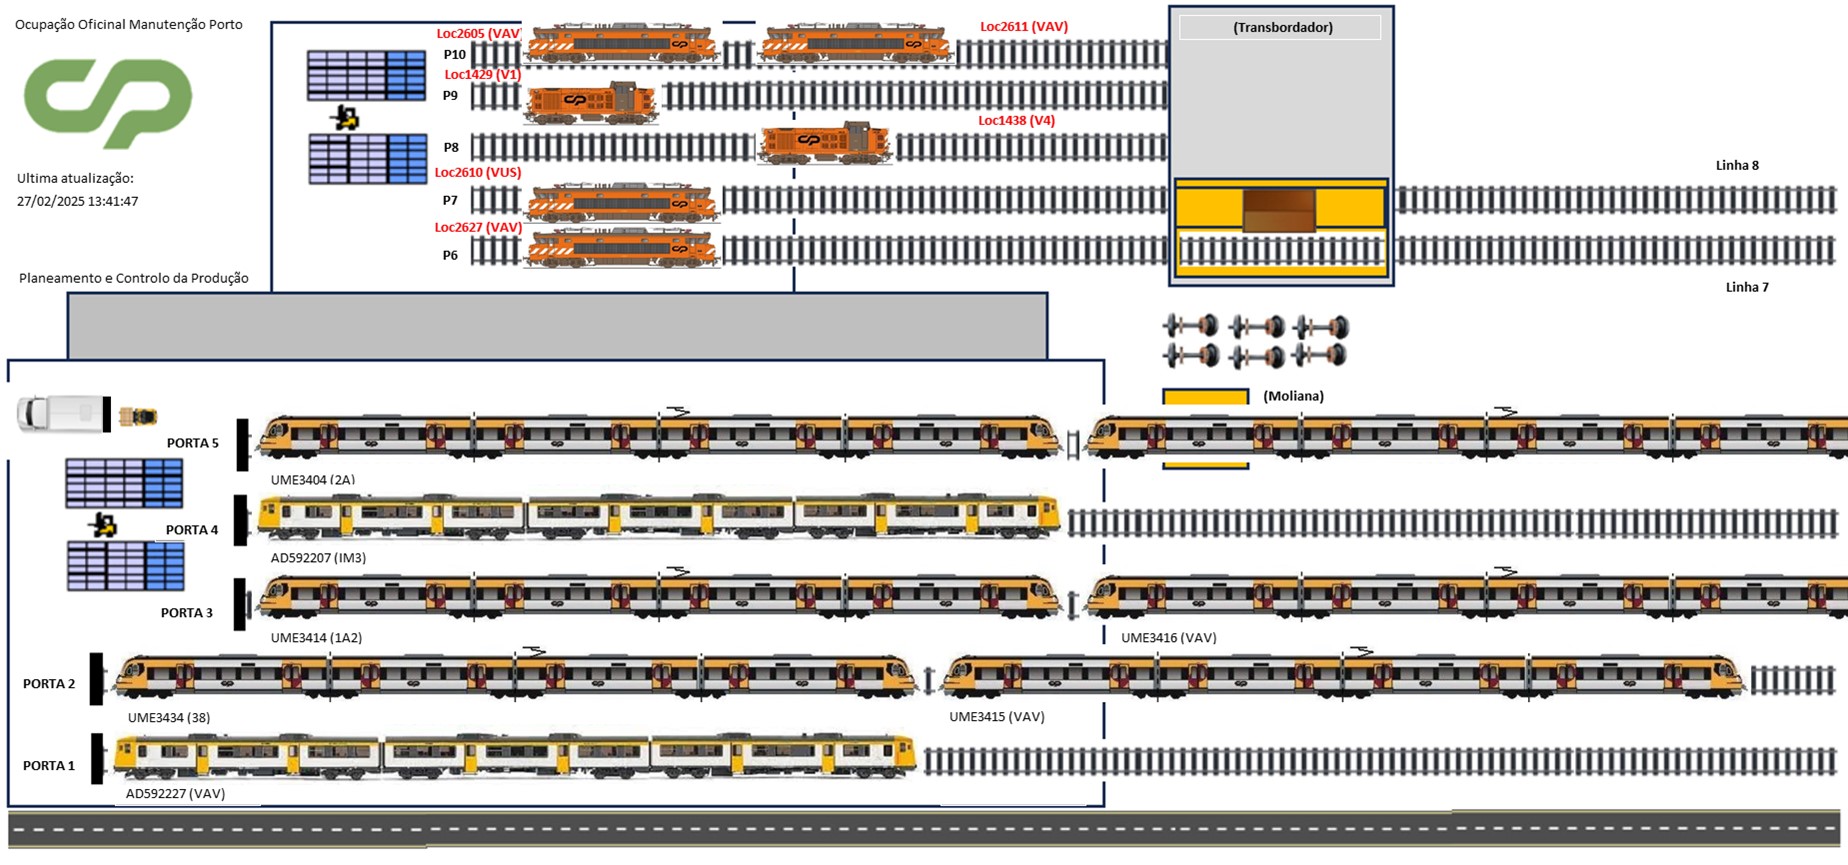 Ocupação Oficinal Manutenção Porto
cp
Ultima atualização:
27/02/2025 13:41:47
Planeamento e Controlo da Produção
Loc2605 (VAV)
Loc2611 (VAV)
P10
Loc1429 (V1)
P9
Loc1438 (V4)
P8
Loc2610 (VUS)
P7
Loc2627 (VAV)
P6
(Transbordador)
Linha 8
Linha 7
(Moliana)
PORTA 5
UME3404 (2A)
PORTA 4
AD592207 (IM3)
PORTA 3
UME3414 (1A2)
UME3416 (VAV)
PORTA 2
UME3434 (38)
UME3415 (VAV)
PORTA 1
AD592227 (VAV)